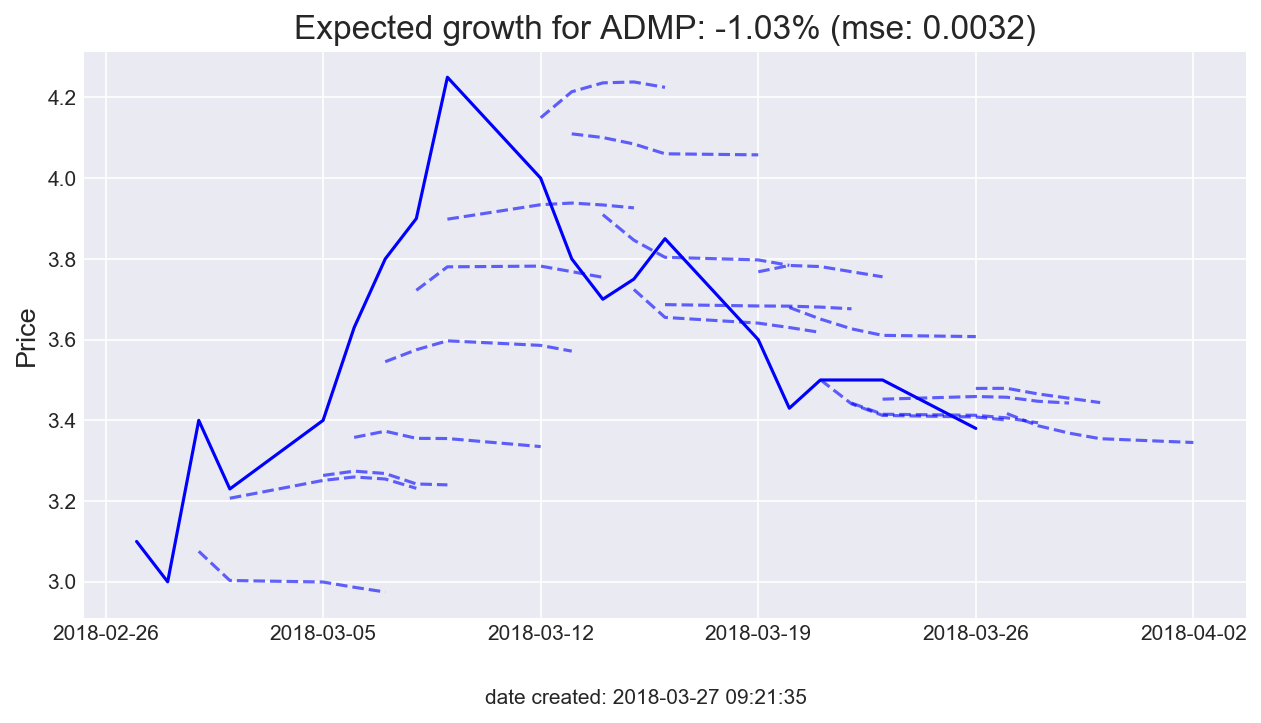 Expected growth for ADMP: -1.03% (mse: 0.0032)
4.2
4.0
3.8
3.6
3.4
3.2
3.0
Price
2018-02-26 2018-03-05 2018-03-12 2018-03-19 2018-03-26 2018-04-02
date created: 2018-03-27 09:21:35